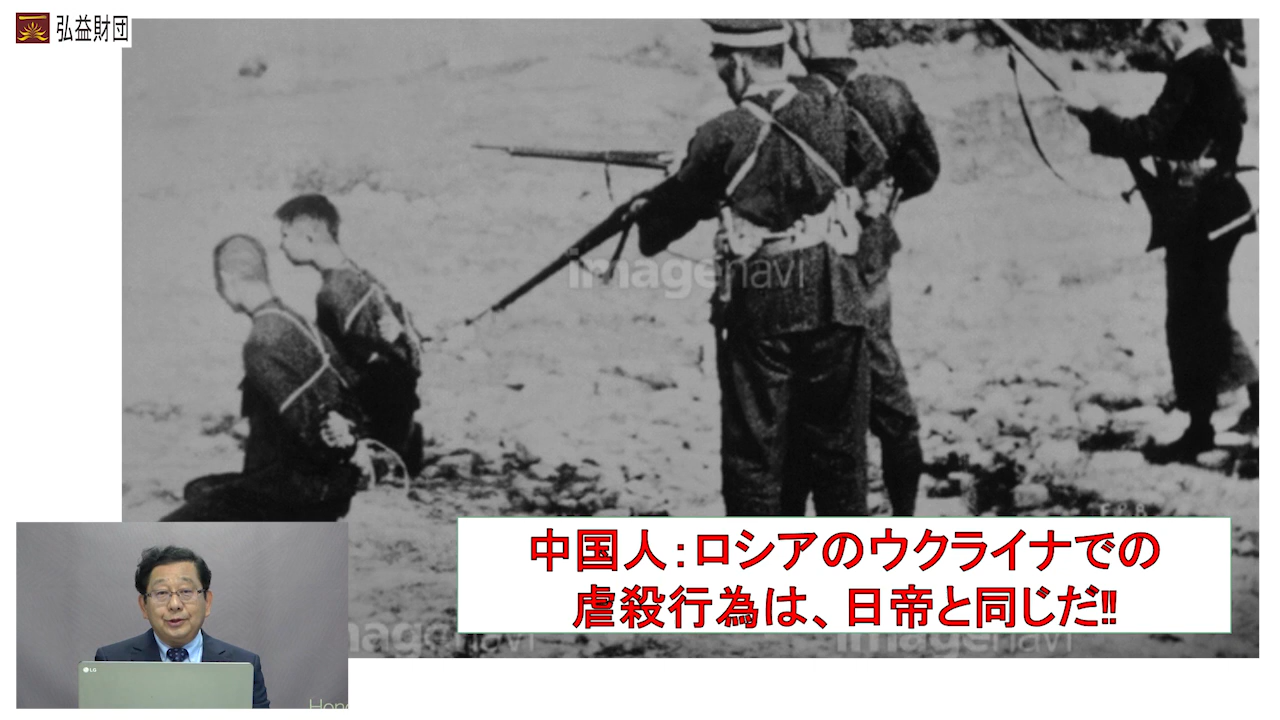 弘益財団
imagenavi
中国人：ロシアのウクライナでの
虐殺行為は、日帝と同じだ!!
imagenavi
LG